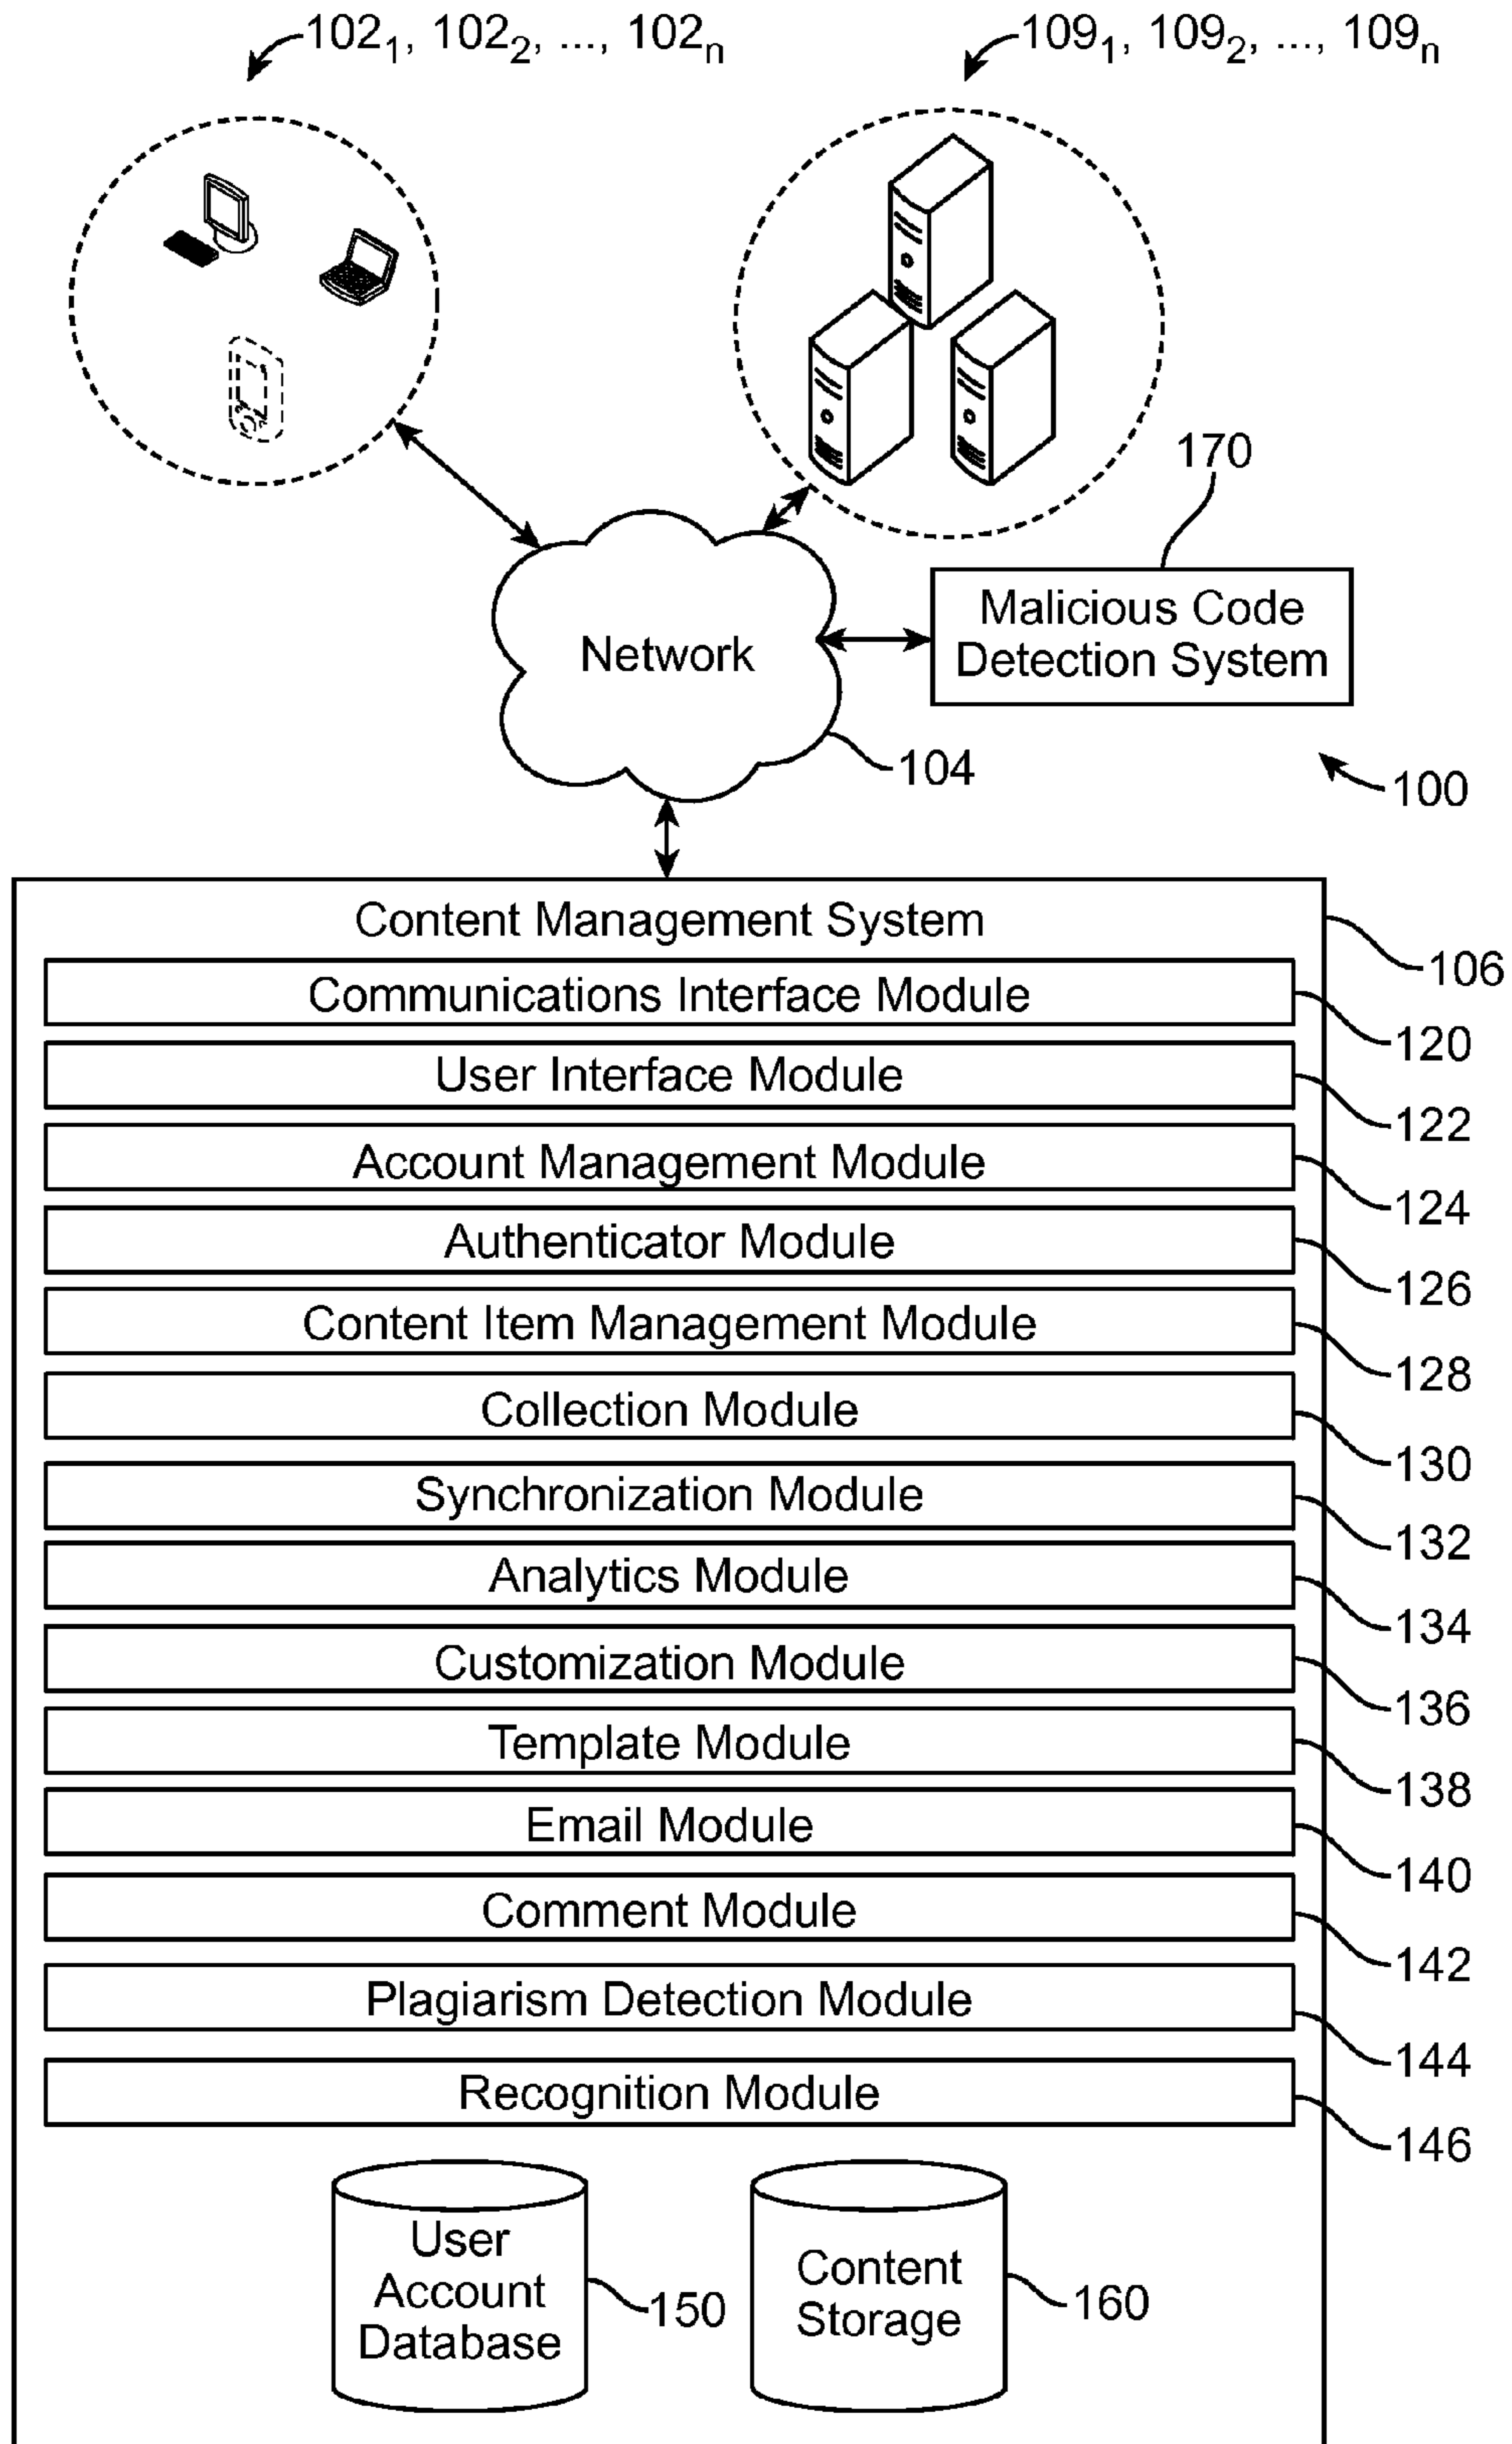 102₁, 102₂, ..., 102ₙ
109₁, 109₂, ..., 109ₙ
170
Malicious Code
Detection System
Network
104
100
Content Management System
106
Communications Interface Module
120
User Interface Module
122
Account Management Module
124
Authenticator Module
126
Content Item Management Module
128
Collection Module
130
Synchronization Module
132
Analytics Module
134
Customization Module
136
Template Module
138
Email Module
140
Comment Module
142
Plagiarism Detection Module
144
Recognition Module
146
User
Account
Database
150
Content
Storage
160